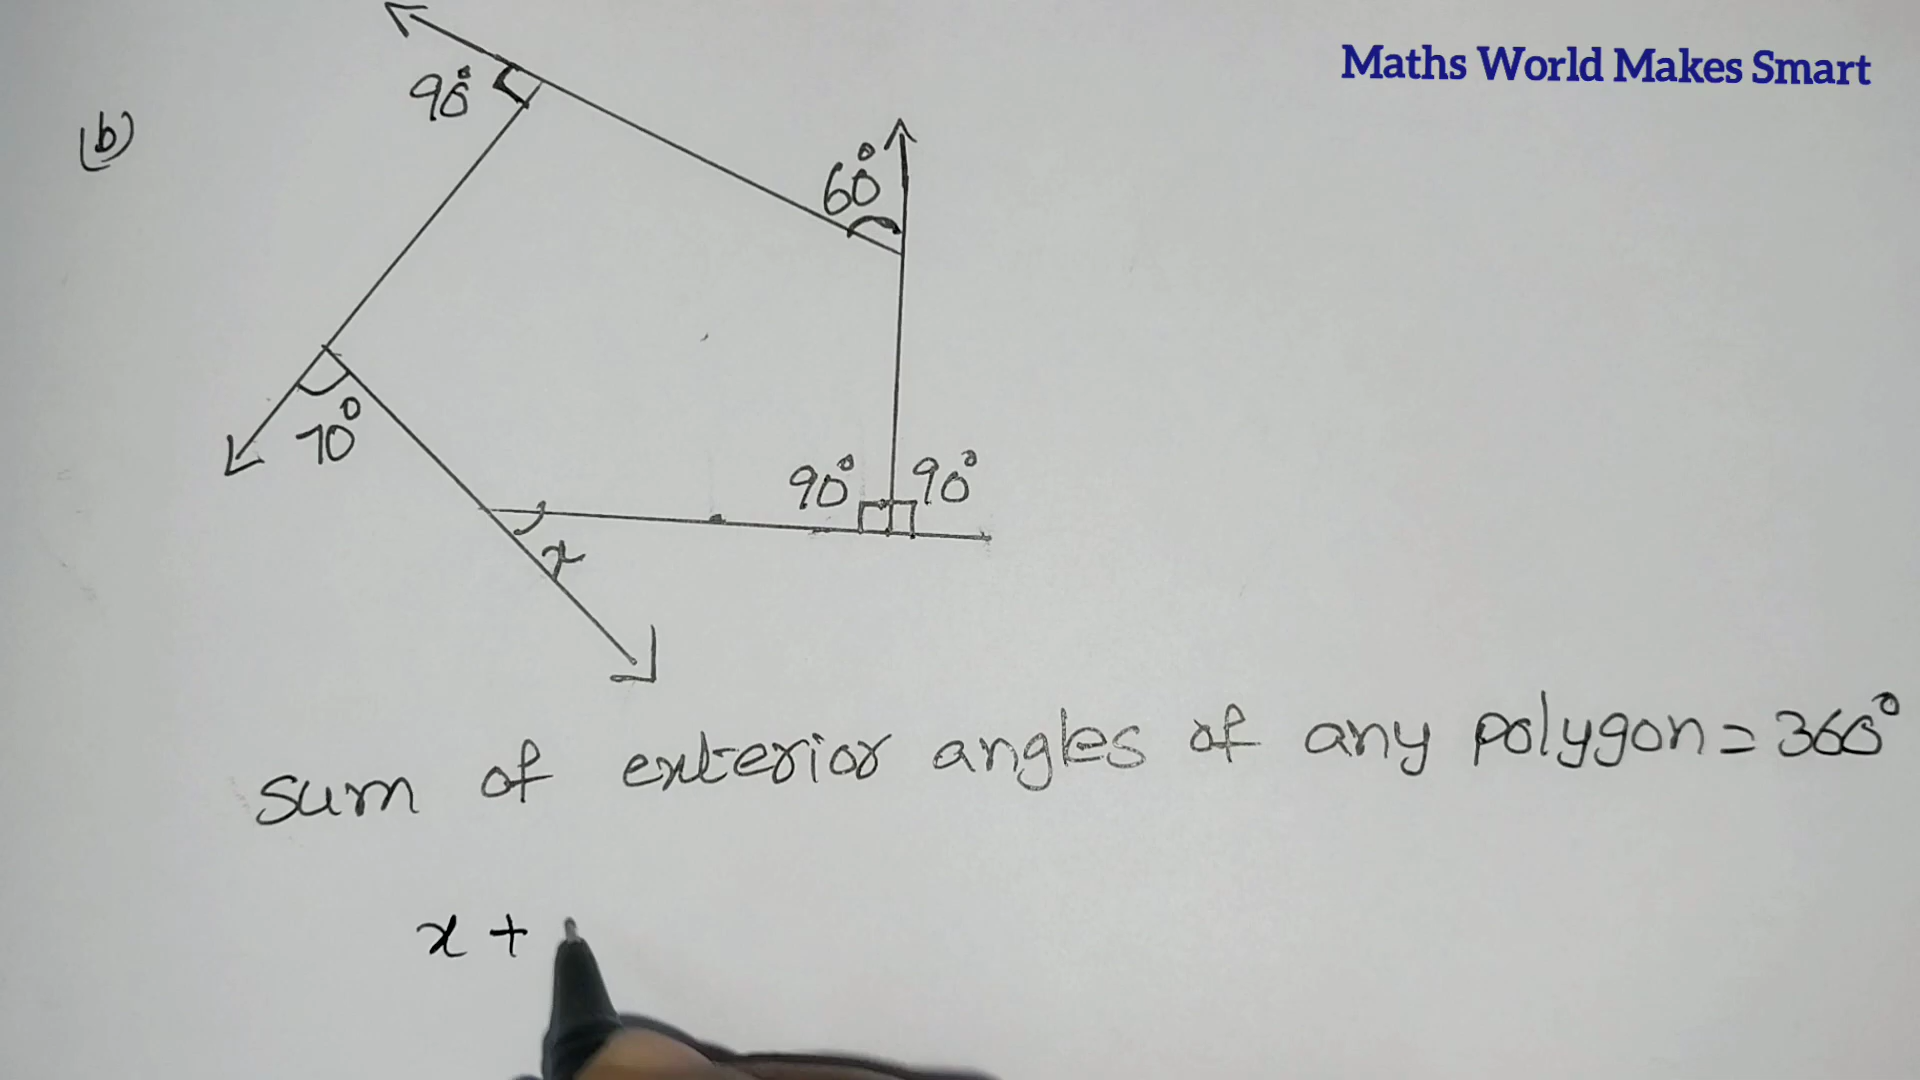 Maths World Makes Smart
(b)
90°
60°
70°
90° 90°
x
sum of exterior angles of any polygon = 360°
x +